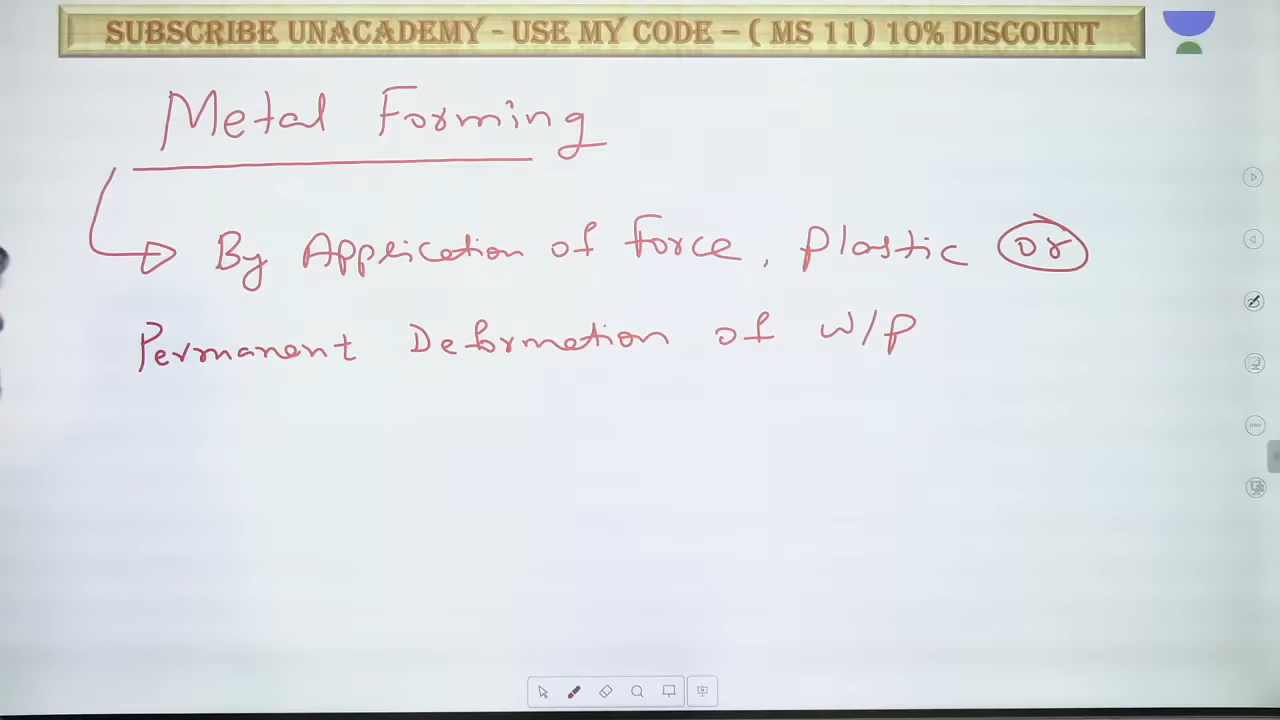 SUBSCRIBE UNACADEMY - USE MY CODE – ( MS 11) 10% DISCOUNT
Metal Forming
By Application of Force, Plastic or
Permanent Deformation of W/P